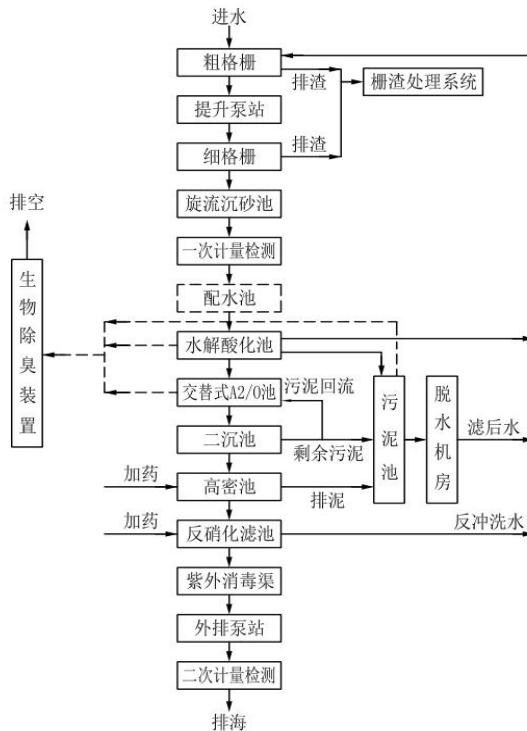 进水
粗格栅
排渣
栅渣处理系统
提升泵站
细格栅
排渣
旋流沉砂池
排空
一次计量检测
生物除臭装置
配水池
水解酸化池
交替式A2/O池
污泥回流
污泥池
脱水机房
滤后水
二沉池
剩余污泥
加药
高密池
排泥
加药
反硝化滤池
反冲洗水
紫外消毒渠
外排泵站
二次计量检测
排海